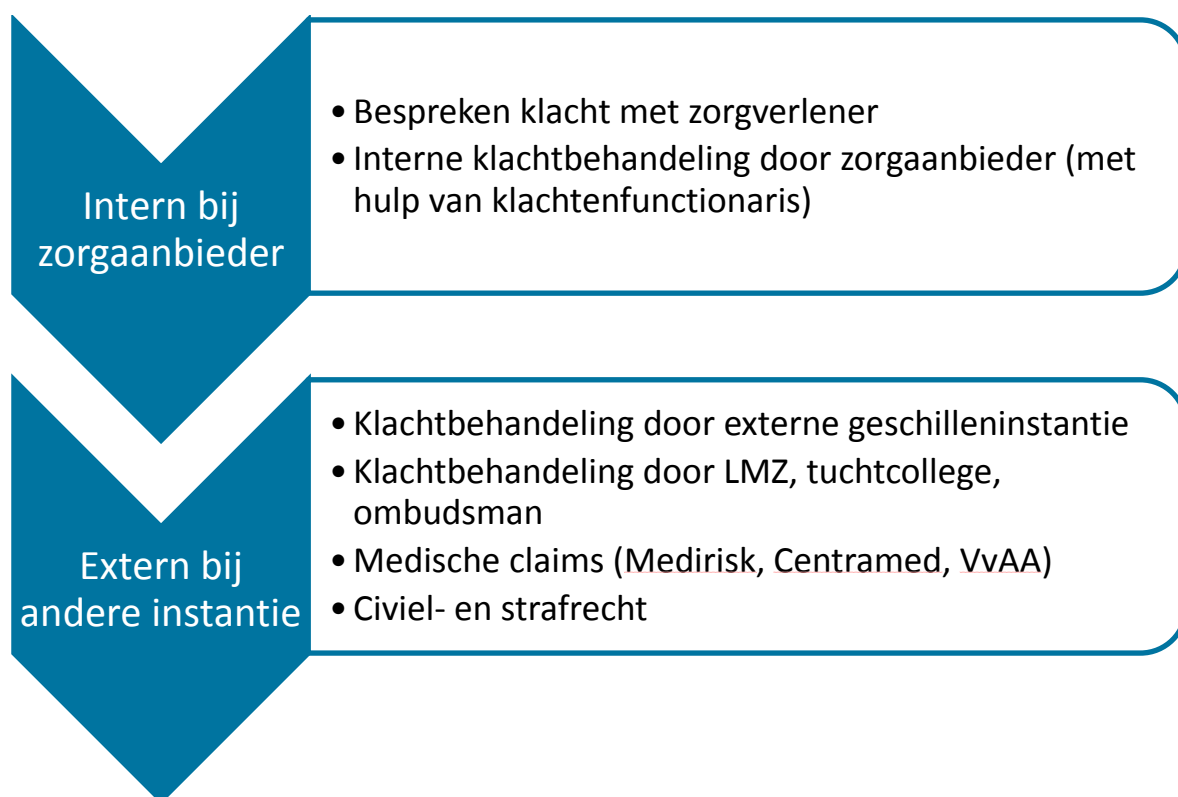 Intern bij
zorgaanbieder
• Bespreken klacht met zorgverlener
• Interne klachtbehandeling door zorgaanbieder (met
hulp van klachtenfunctionaris)
Extern bij
andere instantie
• Klachtbehandeling door externe geschilleninstantie
• Klachtbehandeling door LMZ, tuchtcollege,
ombudsman
• Medische claims (Medirisk, Centramed, VvAA)
• Civiel- en strafrecht